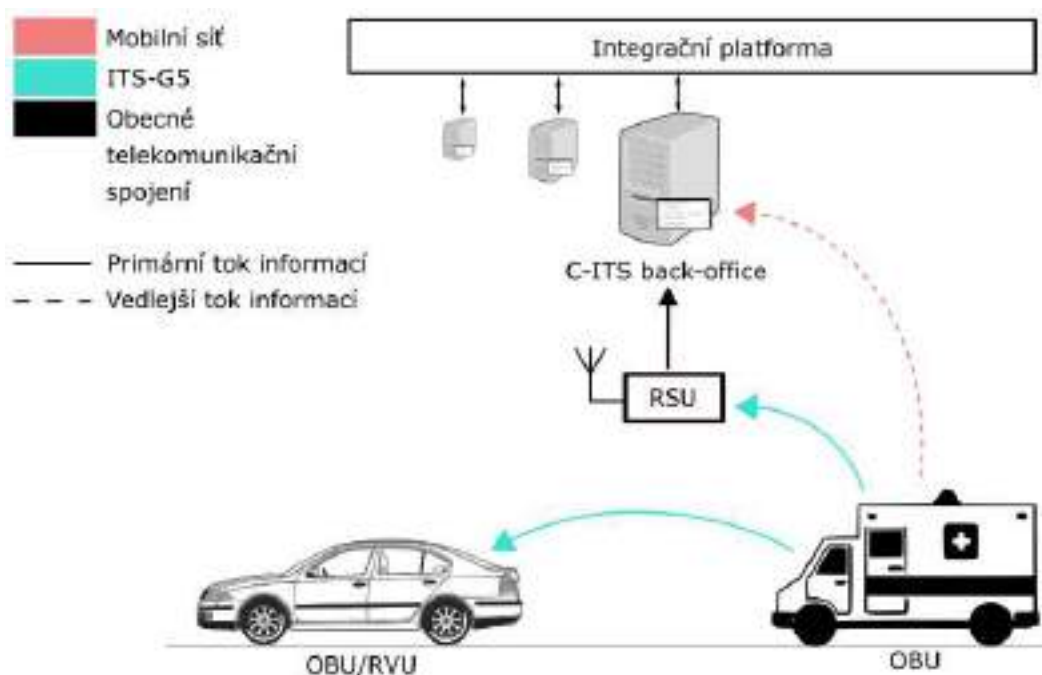 Mobilní síť
ITS-G5
Obecné
telekomunikační
spojení
Primární tok informací
Vedlejší tok informací
Integrační platforma
C-ITS back-office
RSU
OBU/RVU
OBU